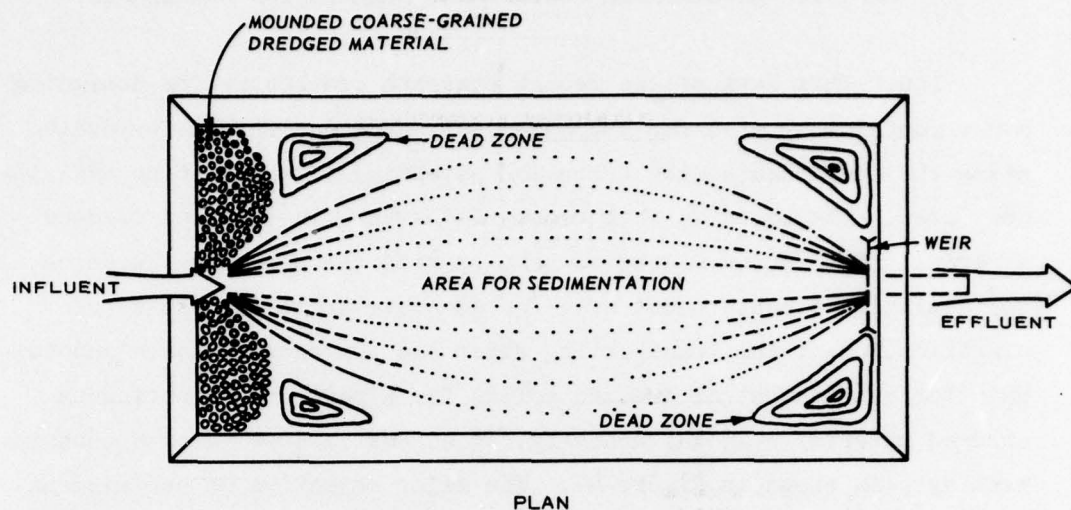 MOUNDED COARSE-GRAINED
DREDGED MATERIAL
DEAD ZONE
WEIR
INFLUENT
AREA FOR SEDIMENTATION
EFFLUENT
DEAD ZONE
PLAN